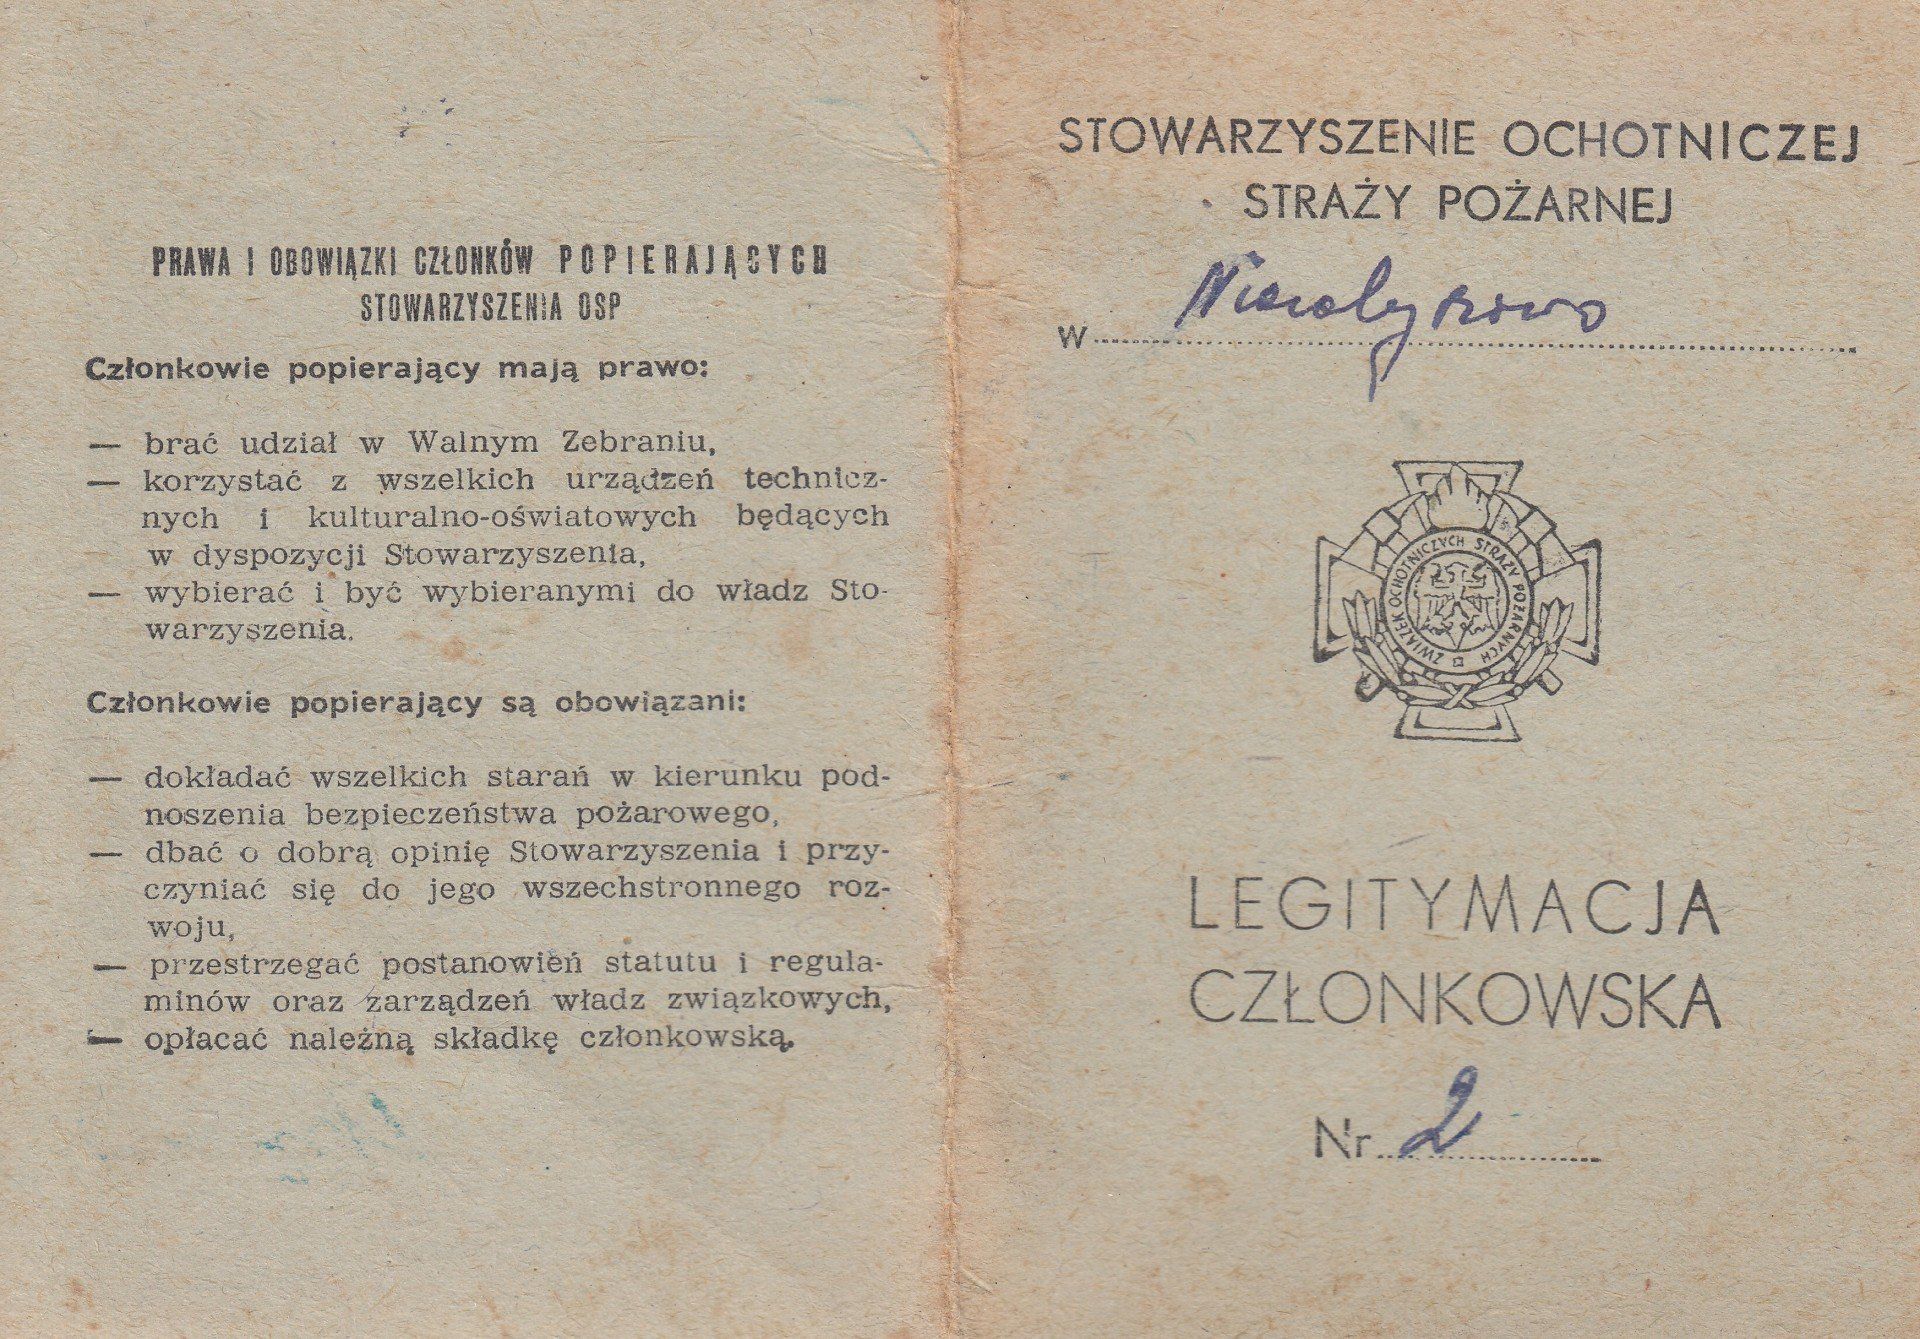 PRAWA I OBOWIĄZKI CZŁONKÓW POPIERAJĄCYCH
STOWARZYSZENIA OSP
Członkowie popierający mają prawo:
— brać udział w Walnym Zebraniu,
— korzystać z wszelkich urządzeń technicz-
nych i kulturalno-oświatowych będących
w dyspozycji Stowarzyszenia,
— wybierać i być wybieranymi do władz Sto-
warzyszenia.
Członkowie popierający są obowiązani:
— dokładać wszelkich starań w kierunku pod-
noszenia bezpieczeństwa pożarowego,
— dbać o dobrą opinię Stowarzyszenia i przy-
czyniać się do jego wszechstronnego roz-
woju,
— przestrzegać postanowień statutu i regula-
minów oraz zarządzeń władz związkowych,
— opłacać należną składkę członkowską.
STOWARZYSZENIE OCHOTNICZEJ
STRAŻY POŻARNEJ
w
ZWIĄZEK OCHOTNICZYCH STRAŻY POŻARNYCH
LEGITYMACJA
CZŁONKOWSKA
Nr 2